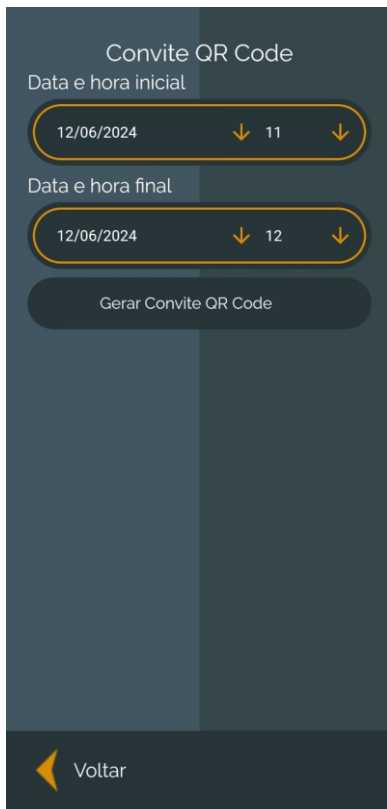 Convite QR Code
Data e hora inicial
12/06/2024 11
Data e hora final
12/06/2024 12
Gerar Convite QR Code
Voltar